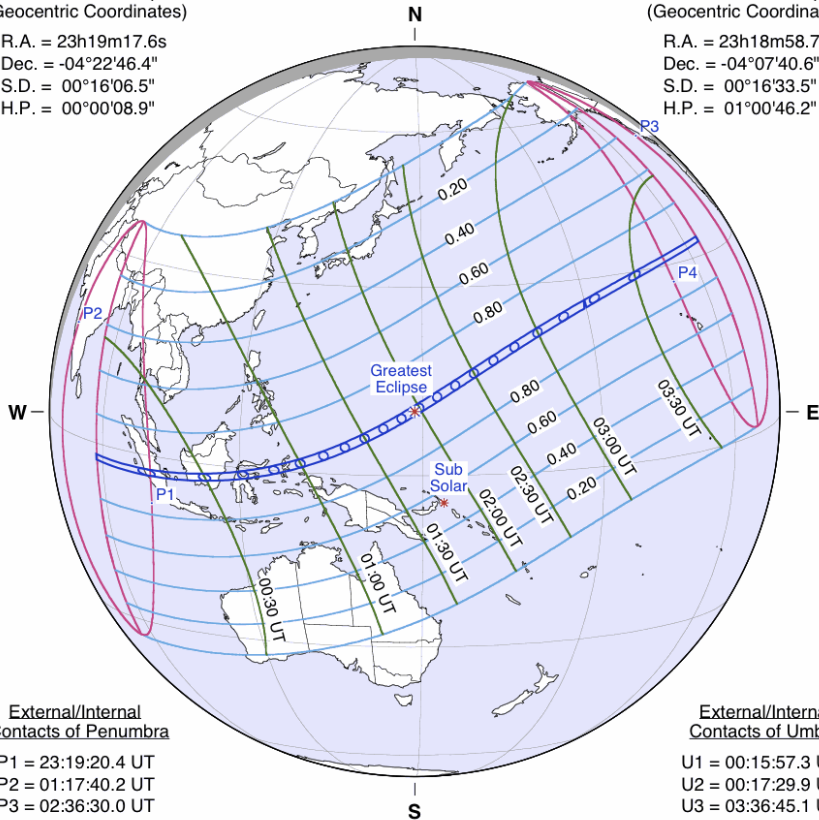 Geocentric Coordinates)
R.A. = 23h19m17.6s
Dec. = -04°22'46.4"
S.D. = 00°16'06.5"
H.P. = 00°00'08.9"
N
(Geocentric
R.A. = 23h18m58.7
Dec. = -04°07'40.6"
S.D. = 00°16'33.5"
H.P. = 01°00'46.2"
P3
0.20
0.40
0.60
0.80
P4
P2
Greatest
Eclipse
W
E
0.80
0.60
0.40
0.20
Sub
Solar
P1
03:30 UT
03:00 UT
02:30 UT
02:00 UT
01:30 UT
01:00 UT
00:30 UT
External/Internal
Contacts of Penumbra
P1 = 23:19:20.4 UT
P2 = 01:17:40.2 UT
P3 = 02:36:30.0 UT
Contacts of
U1 = 00:15:57.3
U2 = 00:17:29.9
U3 = 03:36:45.1
S